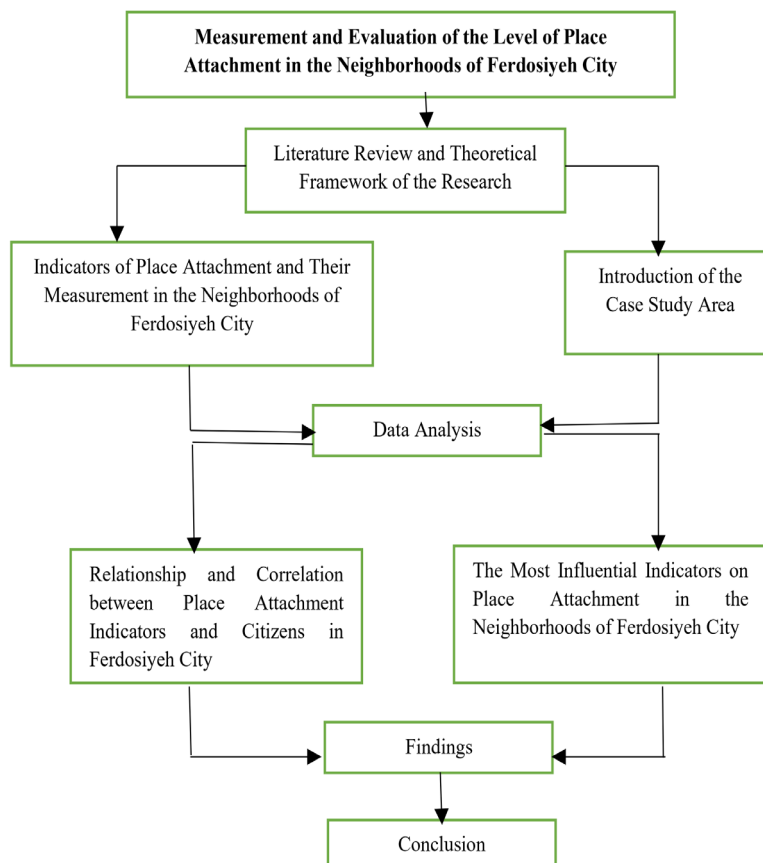 Measurement and Evaluation of the Level of Place
Attachment in the Neighborhoods of Ferdosiyeh City
Literature Review and Theoretical
Framework of the Research
Indicators of Place Attachment and Their
Measurement in the Neighborhoods of
Ferdosiyeh City
Introduction of the
Case Study Area
Data Analysis
Relationship and Correlation
between Place Attachment
Indicators and Citizens in
Ferdosiyeh City
The Most Influential Indicators on
Place Attachment in the
Neighborhoods of Ferdosiyeh City
Findings
Conclusion